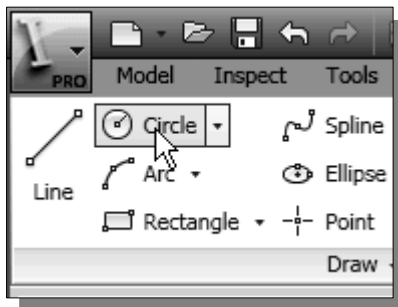 PRO
Model Inspect Tools
Circle Spline
Line Arc Ellipse
Rectangle Point
Draw